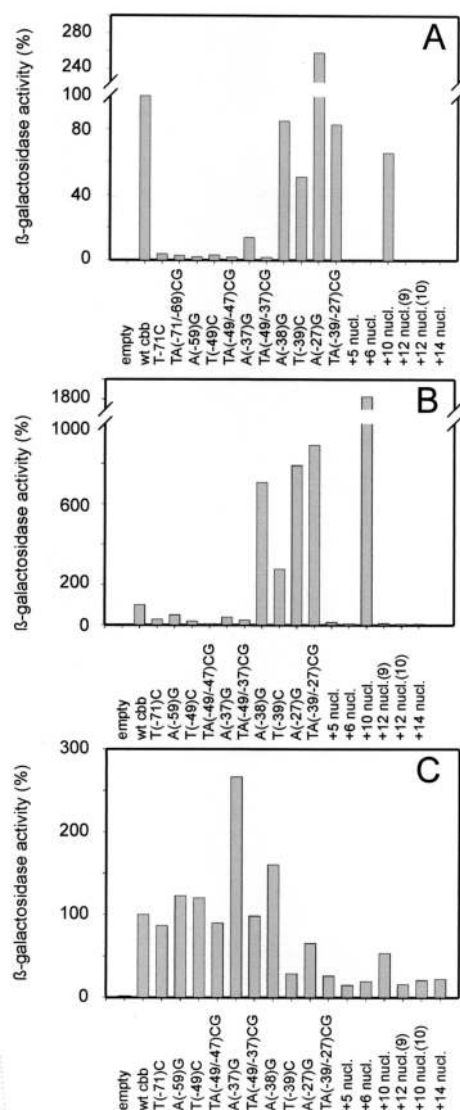 A
ß-galactosidase activity (%)
280
240
100
80
40
0
empty
wt cbb
T-71C
TA(-71/-69)CG
A(-59)G
T(-49)C
TA(-49/-47)CG
A(-37)G
TA(-49/-37)CG
A(-38)G
T(-39)C
A(-27)G
TA(-39/-27)CG
+5 nucl.
+6 nucl.
+10 nucl.
+12 nucl.(9)
+12 nucl.(10)
+14 nucl.
B
ß-galactosidase activity (%)
1800
1000
600
200
0
empty
wt cbb
T(-71)C
A(-59)G
T(-49)C
TA(-49/-47)CG
A(-37)G
TA(-49/-37)CG
A(-38)G
T(-39)C
A(-27)G
TA(-39/-27)CG
+5 nucl.
+6 nucl.
+10 nucl.
+12 nucl.(9)
+12 nucl.(10)
+14 nucl.
C
ß-galactosidase activity (%)
300
200
100
0
empty
wt cbb
T(-71)C
A(-59)G
T(-49)C
TA(-49/-47)CG
A(-37)G
TA(-49/-37)CG
A(-38)G
T(-39)C
A(-27)G
TA(-39/-27)CG
+5 nucl.
+6 nucl.
+10 nucl.
+12 nucl.(9)
+10 nucl.(10)
+14 nucl.